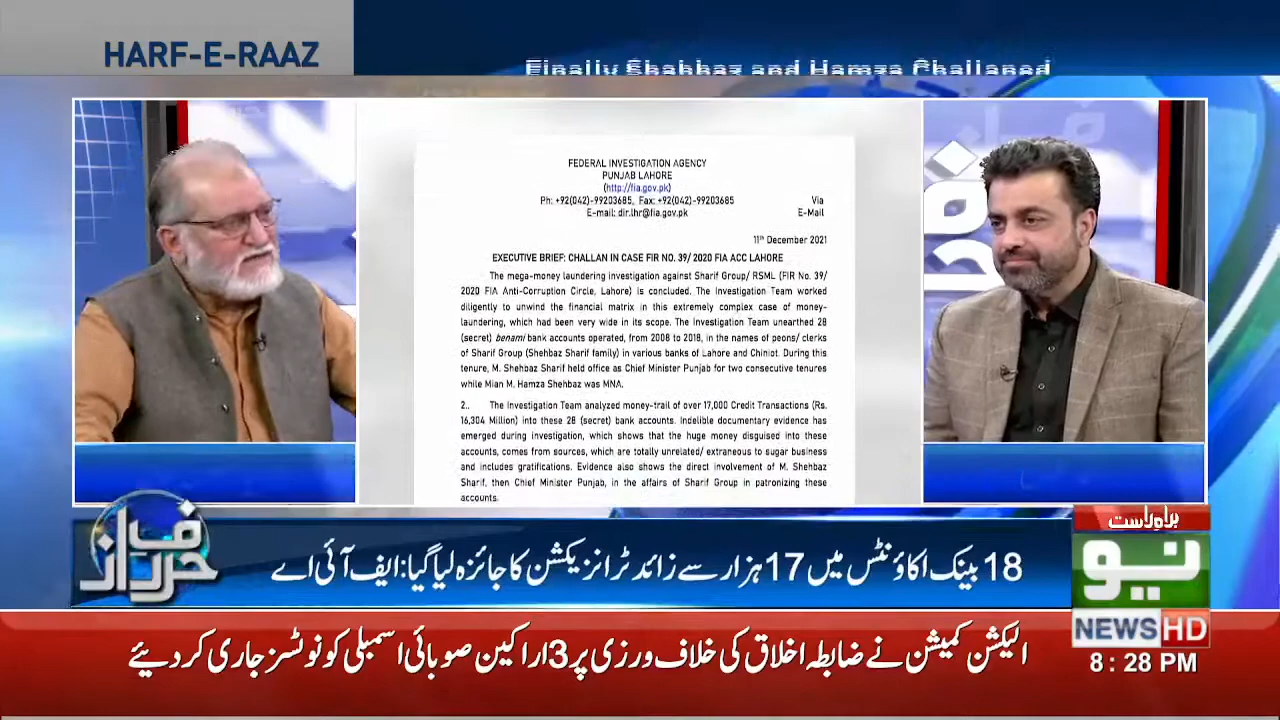 HARF-E-RAAZ
Finally Shahbaz and Hamza Challaned
FEDERAL INVESTIGATION AGENCY
PUNJAB LAHORE
(http://fia.gov.pk)
Ph: +92(042)-99203685, Fax: +92(042)-99203685 Via
E-mail: dir.lhr@fia.gov.pk E-Mail
11th December 2021
EXECUTIVE BRIEF: CHALLAN IN CASE FIR NO. 39/ 2020 FIA ACC LAHORE
The mega-money laundering investigation against Sharif Group/ RSML (FIR No. 39/
2020 FIA Anti-Corruption Circle, Lahore) is concluded. The Investigation Team worked
diligently to unwind the financial matrix in this extremely complex case of money-
laundering, which had been very wide in its scope. The Investigation Team unearthed 28
(secret) benami bank accounts operated, from 2008 to 2018, in the names of peons/ clerks
of Sharif Group (Shehbaz Sharif family) in various banks of Lahore and Chiniot. During this
tenure, M. Shehbaz Sharif held office as Chief Minister Punjab for two consecutive tenures
while Mian M. Hamza Shehbaz was MNA.
2.. The Investigation Team analyzed money-trail of over 17,000 Credit Transactions (Rs.
16,304 Million) into these 28 (secret) bank accounts. Indelible documentary evidence has
emerged during investigation, which shows that the huge money disguised into these
accounts, comes from sources, which are totally unrelated/ extraneous to sugar business
and includes gratifications. Evidence also shows the direct involvement of M. Shehbaz
Sharif, then Chief Minister Punjab, in the affairs of Sharif Group in patronizing these
accounts.
حرف راز
18 بینک اکاؤنٹس میں 17 ہزار سے زائد ٹرانزیکشن کا جائزہ لیا گیا: ایف آئی اے
براہ راست
نیو
NEWS HD
8:28 PM
الیکشن کمیشن نے ضابطہ اخلاق کی خلاف ورزی پر 3 اراکین صوبائی اسمبلی کو نوٹسز جاری کر دیئے